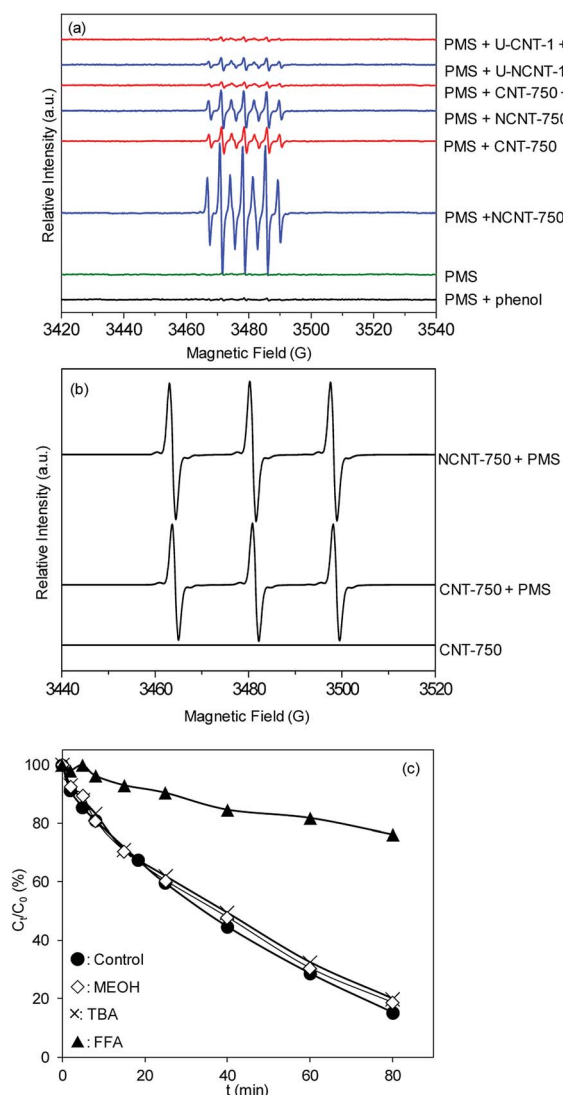 (a)
PMS + U-CNT-1 +
PMS + U-NCNT-1
PMS + CNT-750 -
PMS + NCNT-750
PMS + CNT-750
PMS +NCNT-750
PMS
PMS + phenol
Relative Intensity (a.u.)
3420 3440 3460 3480 3500 3520 3540
Magnetic Field (G)
(b)
NCNT-750 + PMS
CNT-750 + PMS
CNT-750
Relative Intensity (a.u.)
3440 3460 3480 3500 3520
Magnetic Field (G)
(c)
100
80
60
40
20
0
Ct/C0 (%)
: Control
: MEOH
: TBA
: FFA
0 20 40 60 80
t (min)